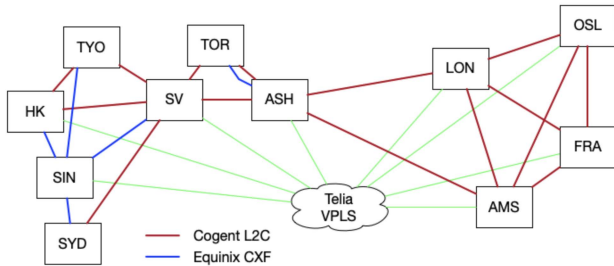 OSL
TYO
TOR
LON
SV
ASH
HK
FRA
SIN
Telia
VPLS
AMS
SYD
Cogent L2C
Equinix CXF